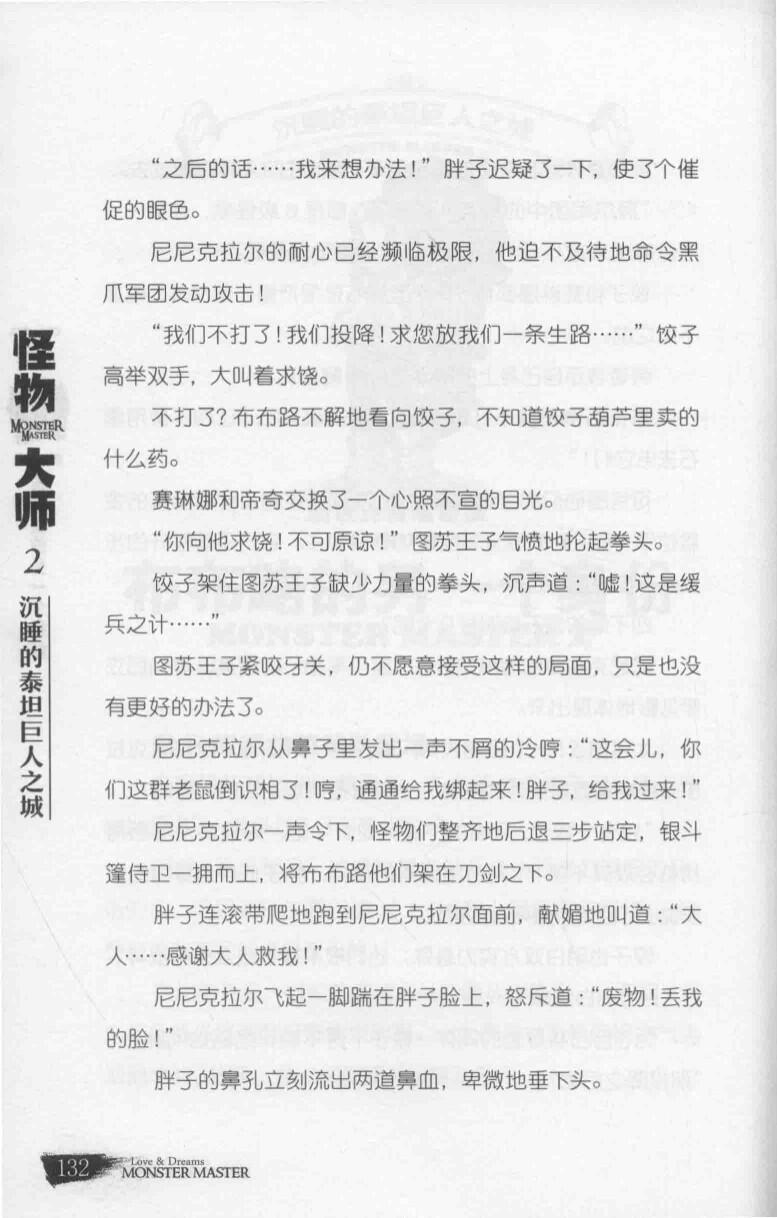 “之后的话……我来想办法！”胖子迟疑了一下，使了个催
促的眼色。
尼尼克拉尔的耐心已经濒临极限，他迫不及待地命令黑
爪军团发动攻击！
“我们不打了！我们投降！求您放我们一条生路……”饺子
高举双手，大叫着求饶。
不打了？布布路不解地看向饺子，不知道饺子葫芦里卖的
什么药。
赛琳娜和帝奇交换了一个心照不宣的目光。
“你向他求饶！不可原谅！”图苏王子气愤地抡起拳头。
饺子架住图苏王子缺少力量的拳头，沉声道：“嘘！这是缓
兵之计……”
图苏王子紧咬牙关，仍不愿意接受这样的局面，只是也没
有更好的办法了。
尼尼克拉尔从鼻子里发出一声不屑的冷哼：“这会儿，你
们这群老鼠倒识相了！哼，通通给我绑起来！胖子，给我过来！”
尼尼克拉尔一声令下，怪物们整齐地后退三步站定，银斗
篷侍卫一拥而上，将布布路他们架在刀剑之下。
胖子连滚带爬地跑到尼尼克拉尔面前，献媚地叫道：“大
人……感谢大人救我！”
尼尼克拉尔飞起一脚踹在胖子脸上，怒斥道：“废物！丢我
的脸！”
胖子的鼻孔立刻流出两道鼻血，卑微地垂下头。
怪物
MONSTER
MASTER
大师
2
沉睡的泰坦巨人之城
132
Love & Dreams
MONSTER MASTER